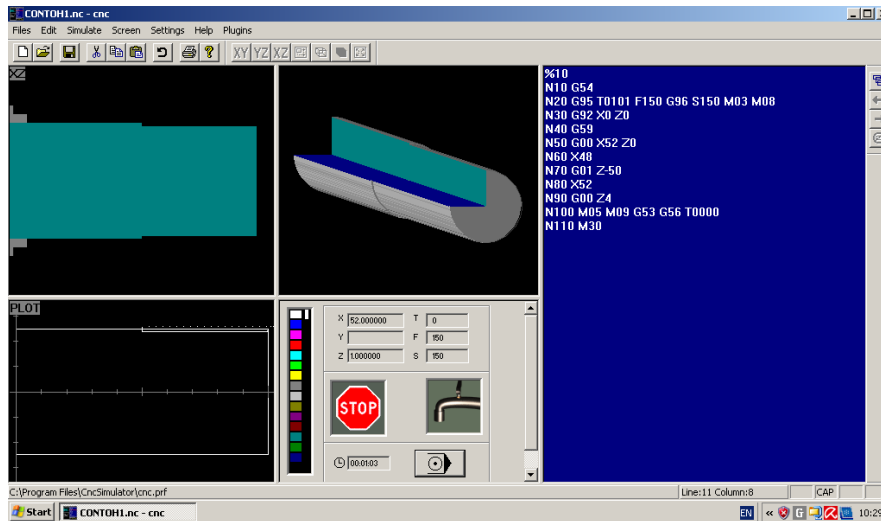 CONTOH1.nc - cnc
Files Edit Simulate Screen Settings Help Plugins
XY YZ XZ
XZ
%10
N10 G54
N20 G95 T0101 F150 G96 S150 M03 M08
N30 G92 X0 Z0
N40 G59
N50 G00 X52 Z0
N60 X48
N70 G01 Z-50
N80 X52
N90 G00 Z4
N100 M05 M09 G53 G56 T0000
N110 M30
PLOT
X 52.000000 T 0
Y F 150
Z 1.000000 S 150
STOP
00:01:03
C:\Program Files\CncSimulator\cnc.prf
Line:11 Column:8 CAP
Start CONTOH1.nc - cnc EN « G 10:29